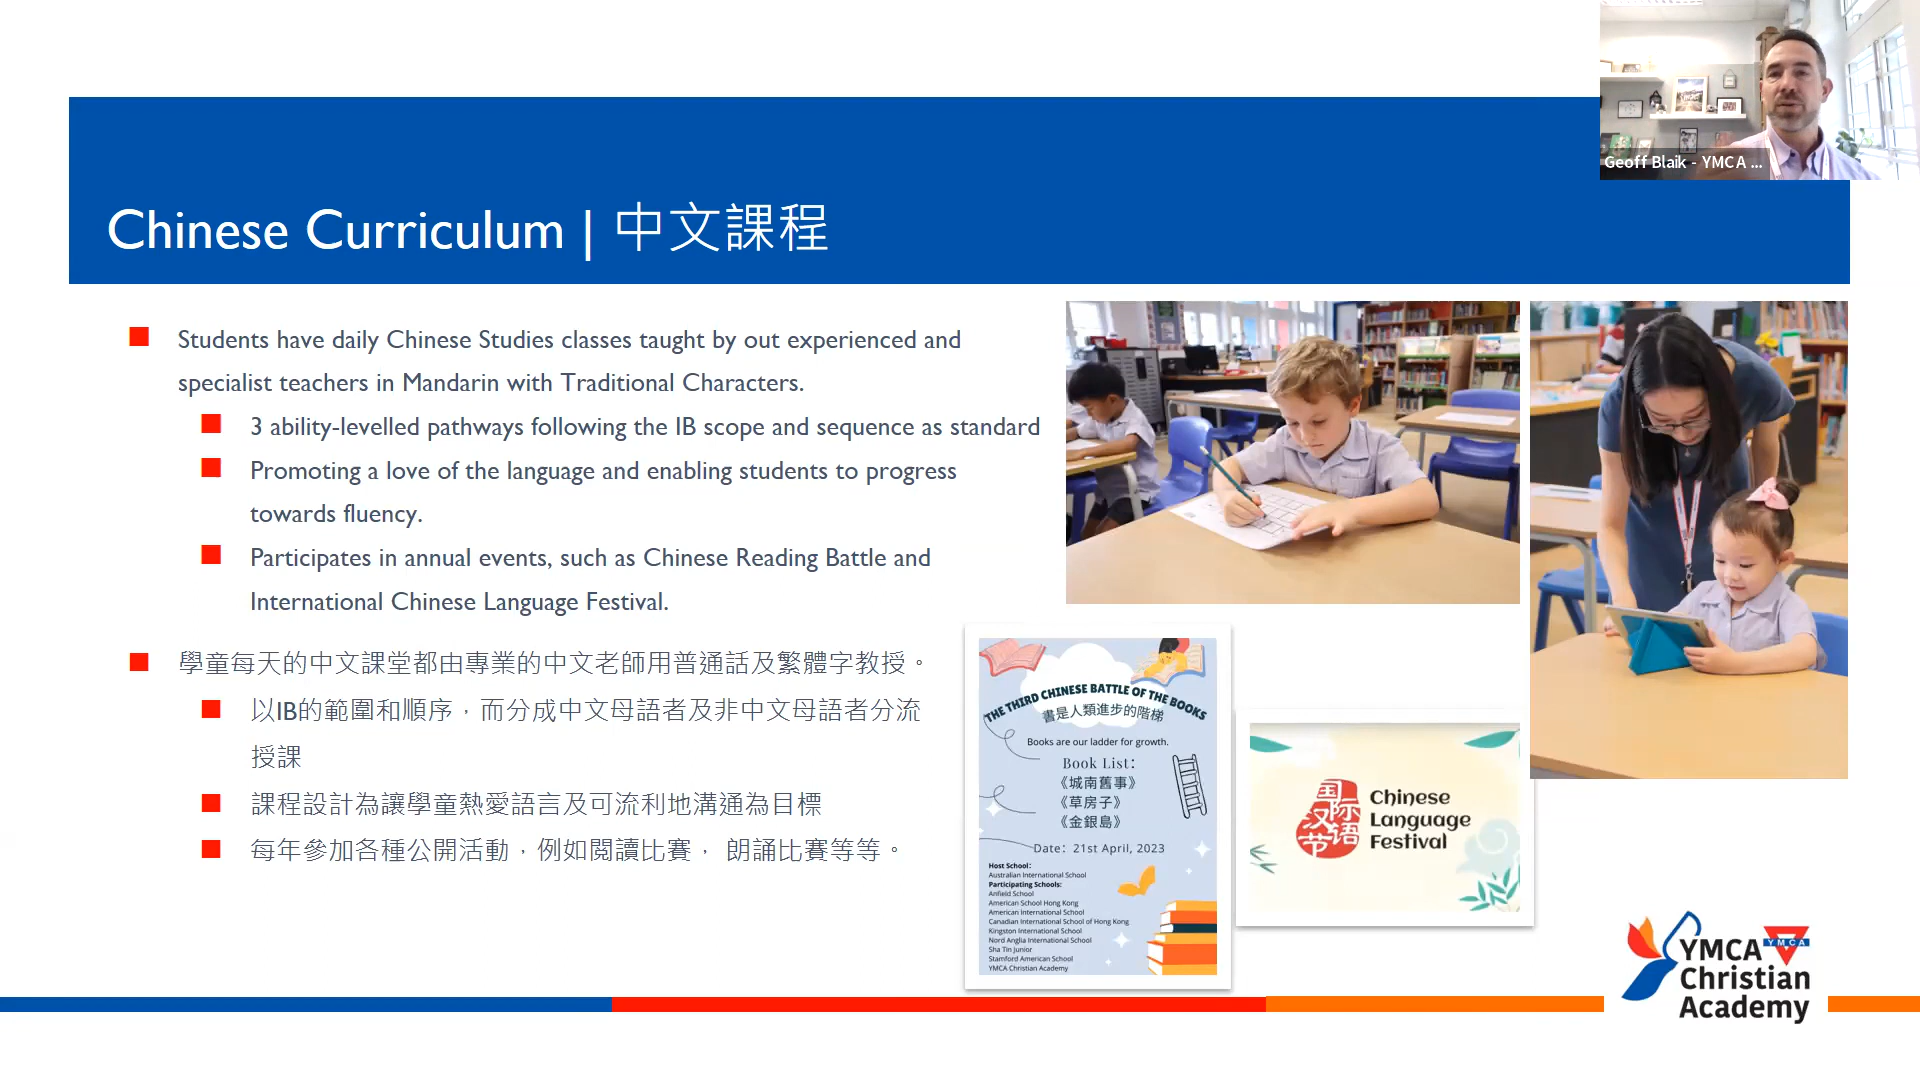 Geoff Blaik - YMCA ...
Chinese Curriculum | 中文課程
Students have daily Chinese Studies classes taught by out experienced and
specialist teachers in Mandarin with Traditional Characters.
3 ability-levelled pathways following the IB scope and sequence as standard
Promoting a love of the language and enabling students to progress
towards fluency.
Participates in annual events, such as Chinese Reading Battle and
International Chinese Language Festival.
學童每天的中文課堂都由專業的中文老師用普通話及繁體字教授。
以IB的範圍和順序，而分成中文母語者及非中文母語者分流
授課
課程設計為讓學童熱愛語言及可流利地溝通為目標
每年參加各種公開活動，例如閱讀比賽， 朗誦比賽等等。
THE THIRD CHINESE BATTLE OF THE BOOKS
書是人類進步的階梯
Books are our ladder for growth.
Book List:
《城南舊事》
《草房子》
《金銀島》
Date: 21st April, 2023
Host School:
Australian International School
Participating Schools:
Anfield School
American School Hong Kong
American International School
Canadian International School of Hong Kong
Kingston International School
Nord Anglia International School
Sha Tin Junior
Stamford American School
YMCA Christian Academy
国际
汉语
节
Chinese
Language
Festival
YMCA
YMCA
Christian
Academy